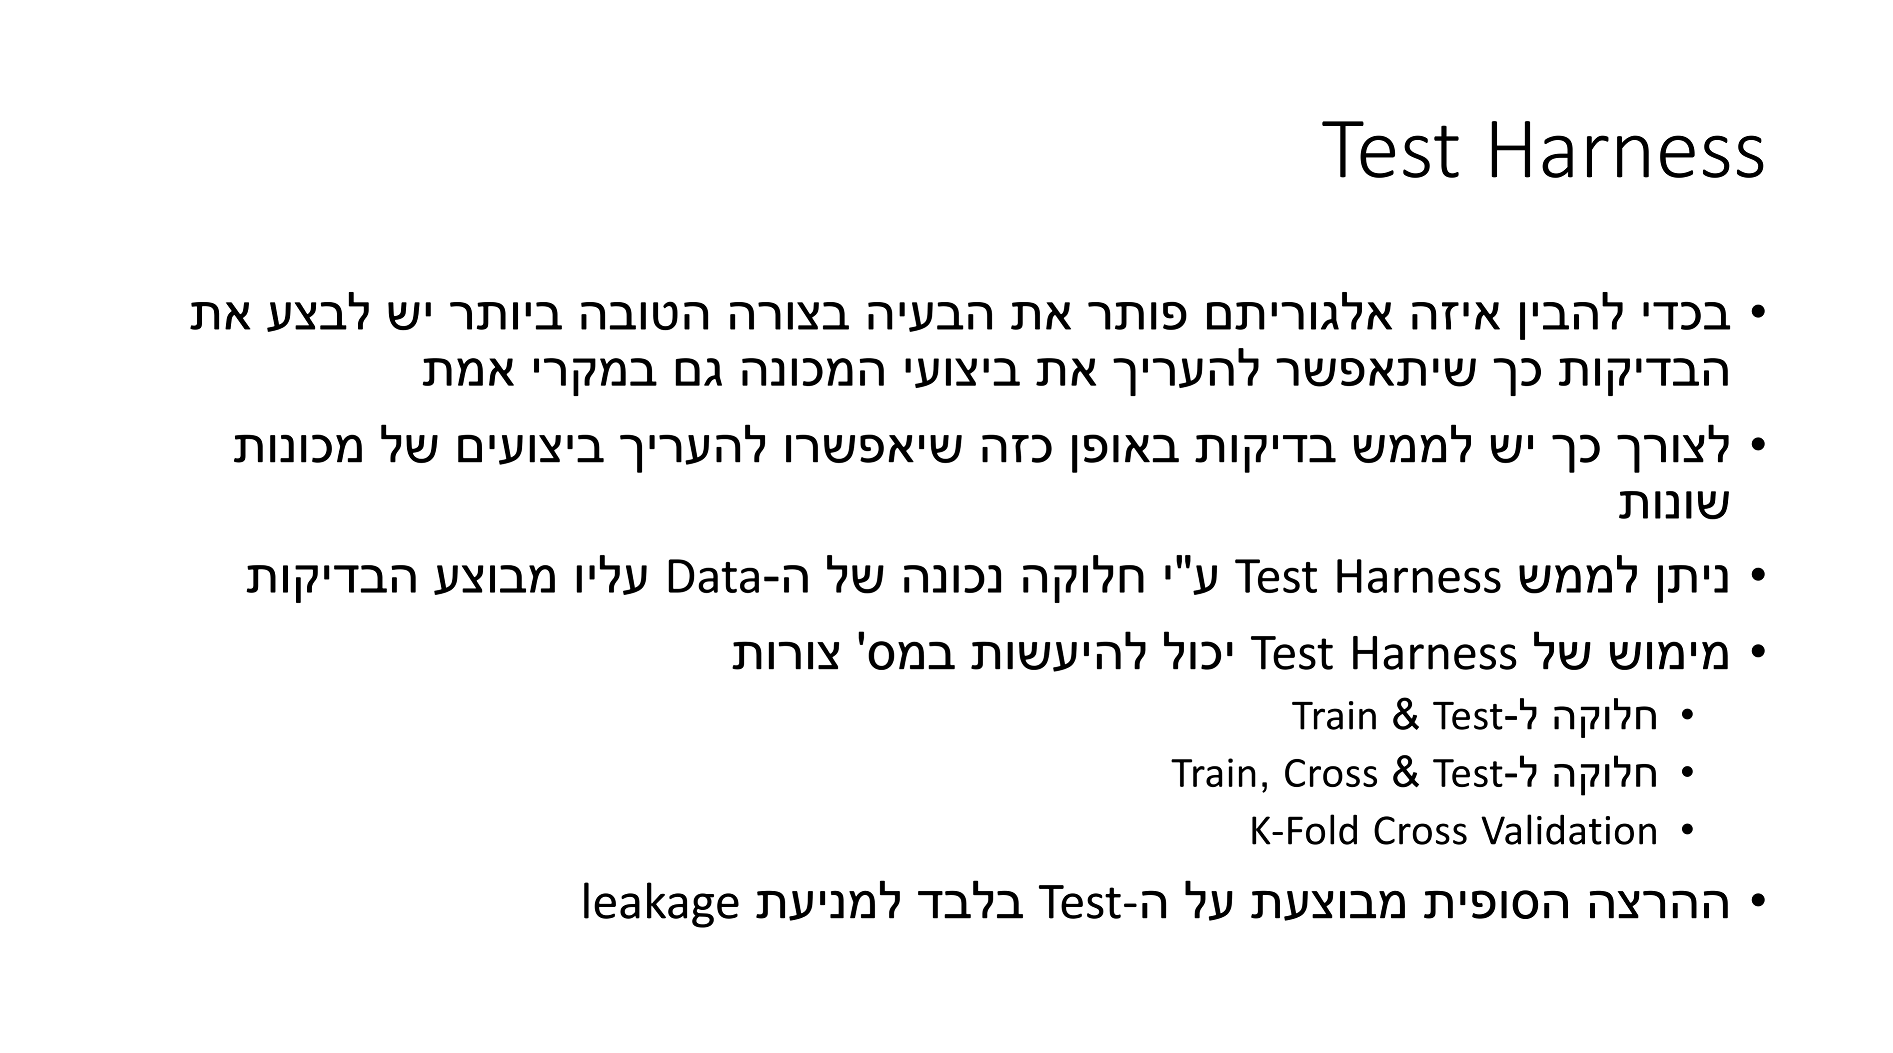 Test Harness
• בכדי להבין איזה אלגוריתם פותר את הבעיה בצורה הטובה ביותר יש לבצע את
הבדיקות כך שיתאפשר להעריך את ביצועי המכונה גם במקרי אמת
• לצורך כך יש לממש בדיקות באופן כזה שיאפשרו להעריך ביצועים של מכונות
שונות
• ניתן לממש Test Harness ע"י חלוקה נכונה של ה-Data עליו מבוצע הבדיקות
• מימוש של Test Harness יכול להיעשות במס' צורות
• חלוקה ל-Train & Test
• חלוקה ל-Train, Cross & Test
• K-Fold Cross Validation
• ההרצה הסופית מבוצעת על ה-Test בלבד למניעת leakage